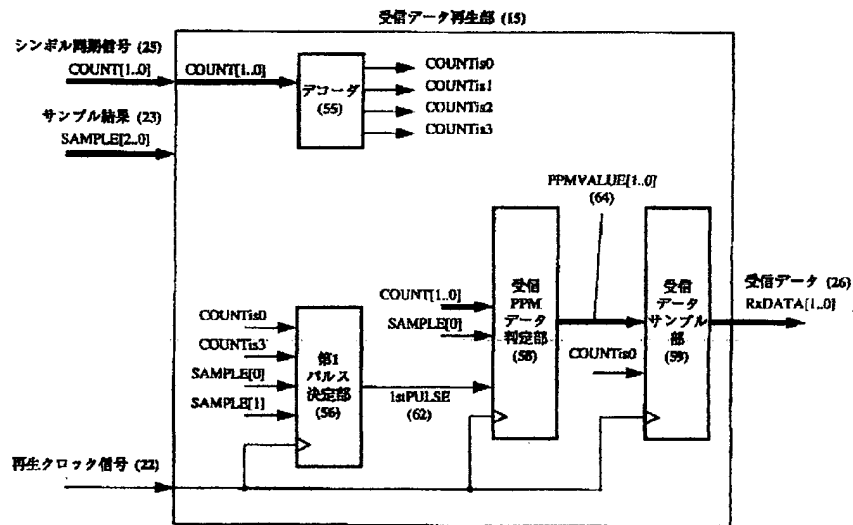 受信データ再生部 (15)
シンボル同期信号 (25)
COUNT[1..0]
COUNT[1..0]
デコーダ
(55)
COUNTis0
COUNTis1
COUNTis2
COUNTis3
サンプル結果 (23)
SAMPLE[2..0]
PPMVALUE[1..0]
(64)
COUNT[1..0]
SAMPLE[0]
受信
PPM
データ
判定部
(58)
受信
データ
サンプル
部
(59)
COUNTis0
受信データ (26)
RxDATA[1..0]
COUNTis0
COUNTis3
SAMPLE[0]
SAMPLE[1]
第1
パルス
決定部
(56)
1stPULSE
(62)
再生クロック信号 (22)